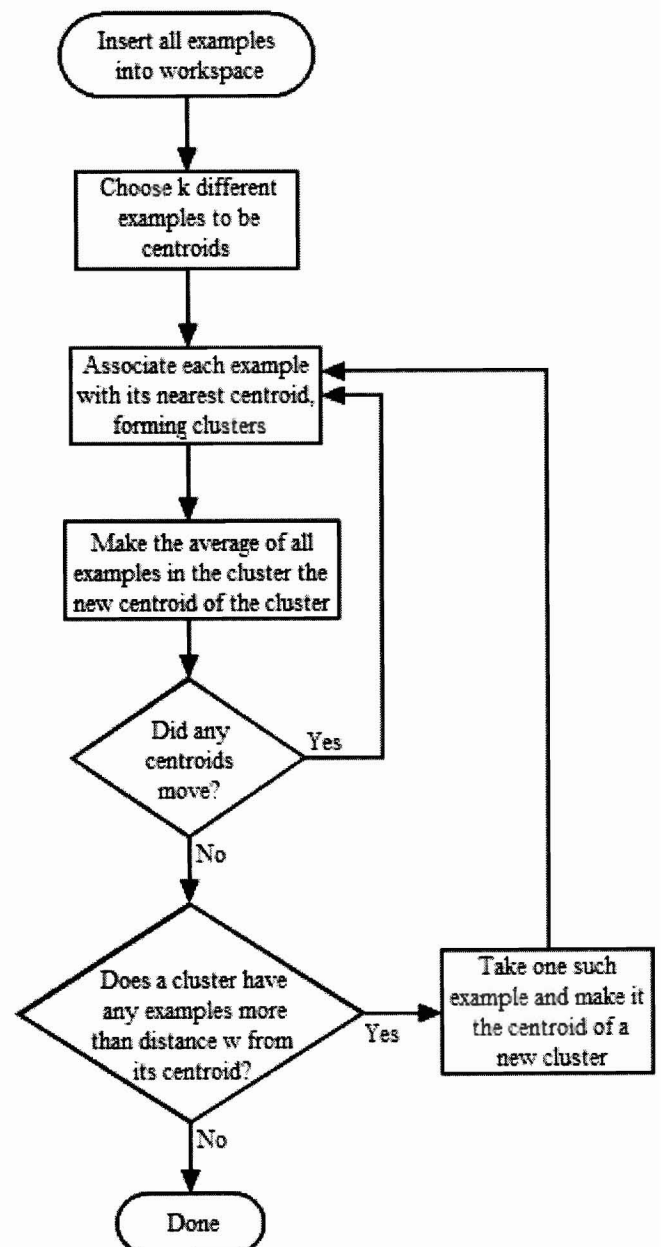 Insert all examples
into workspace
Choose k different
examples to be
centroids
Associate each example
with its nearest centroid,
forming clusters
Make the average of all
examples in the cluster the
new centroid of the cluster
Did any
centroids
move?
Yes
No
Does a cluster have
any examples more
than distance w from
its centroid?
Yes
Take one such
example and make it
the centroid of a
new cluster
No
Done